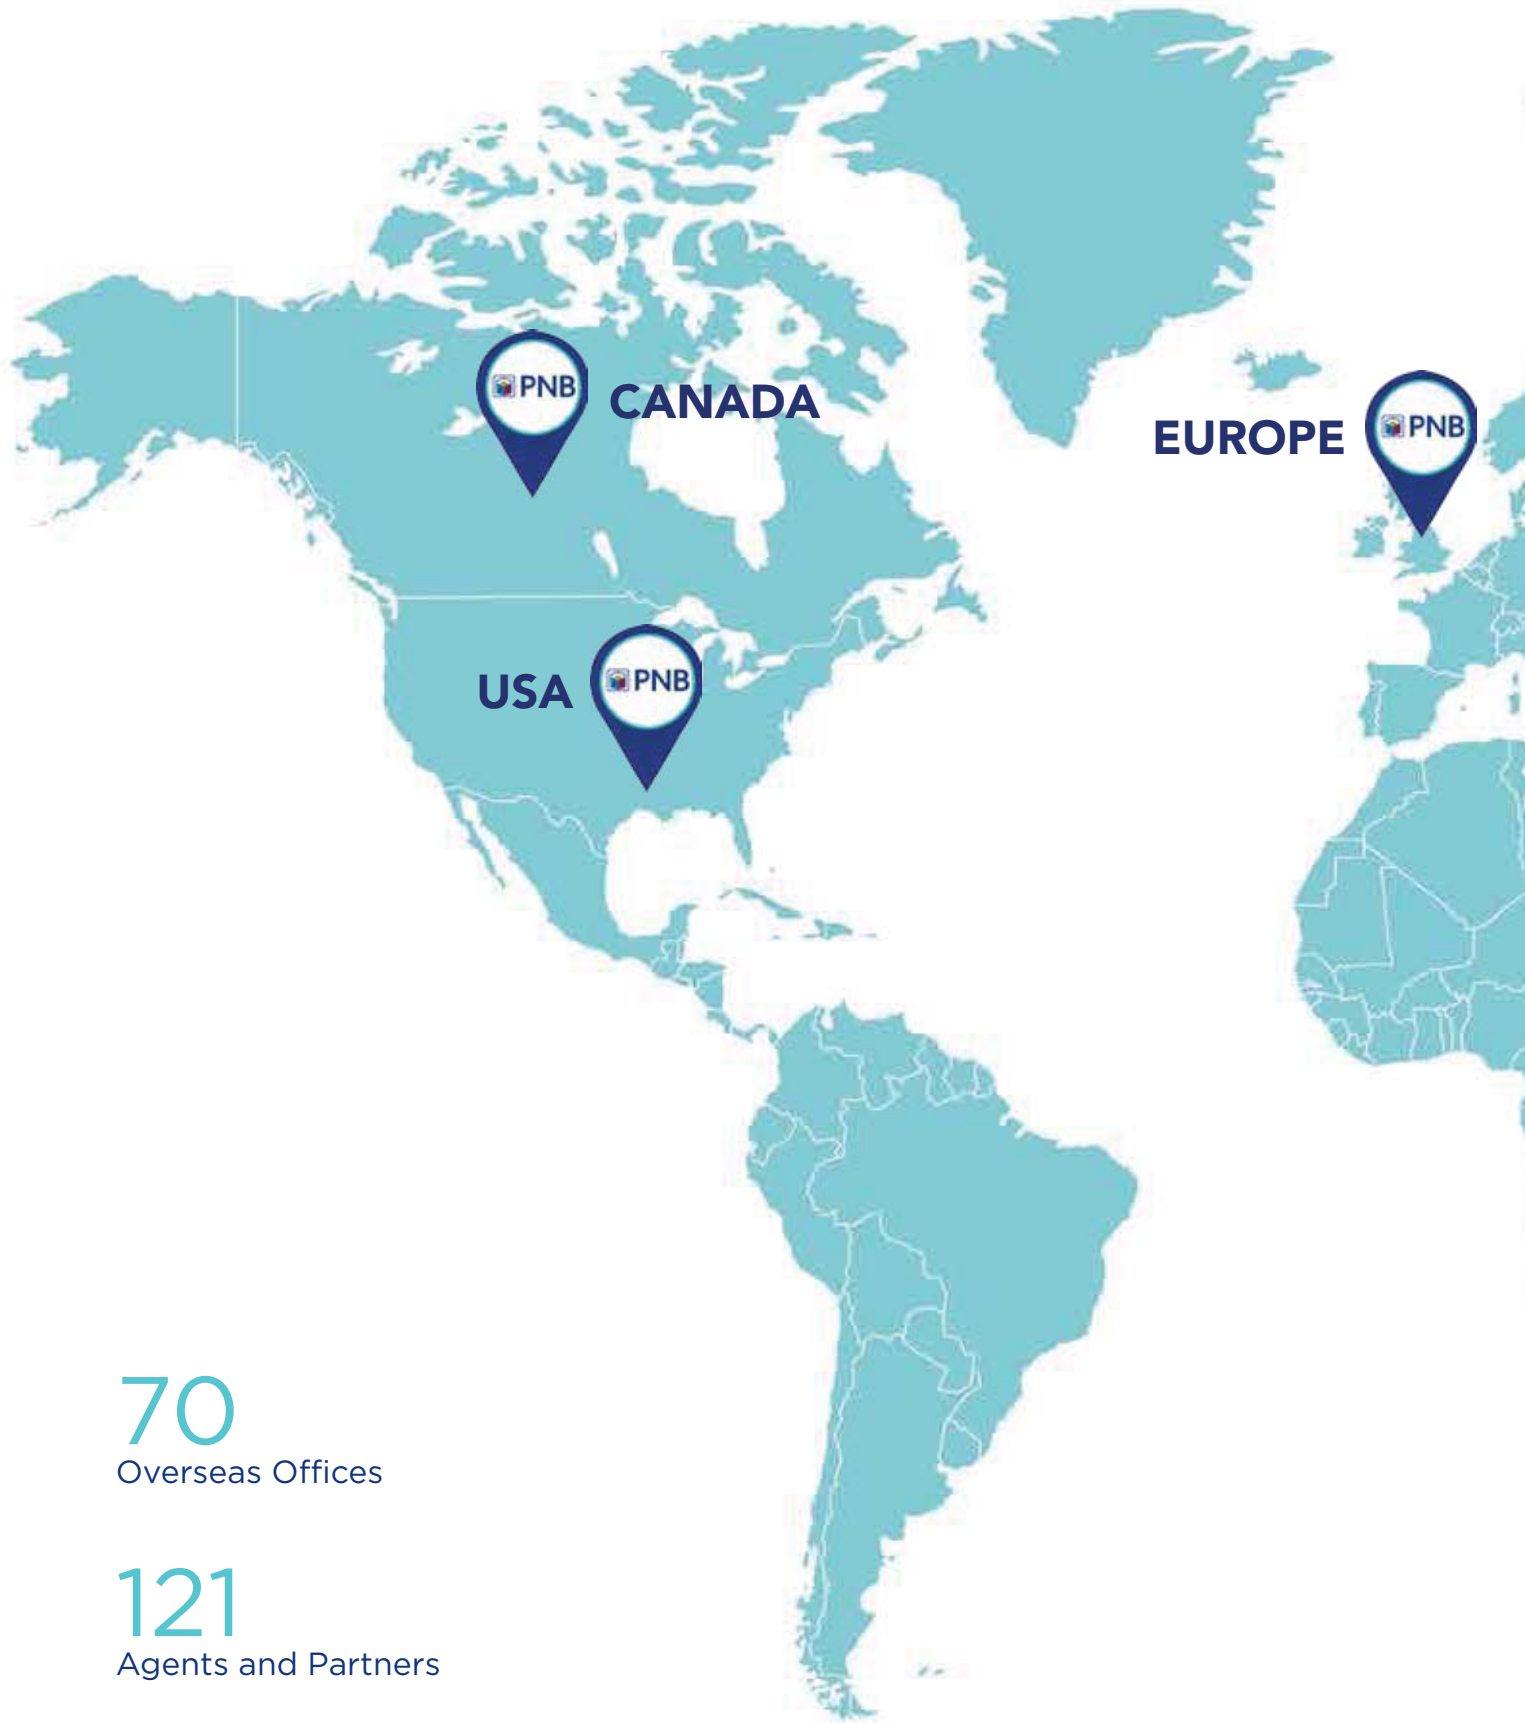 PNB
CANADA
EUROPE
PNB
USA
PNB
70
Overseas Offices
121
Agents and Partners